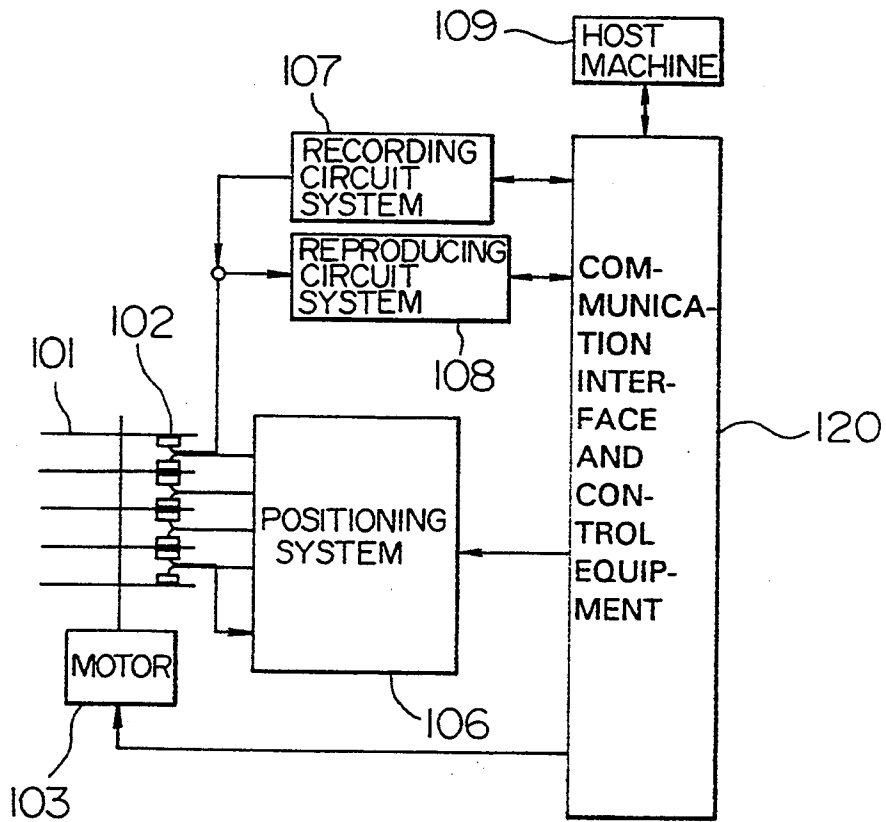 109
HOST
MACHINE
107
RECORDING
CIRCUIT
SYSTEM
REPRODUCING
CIRCUIT
SYSTEM
108
102
101
COM-
MUNICA-
TION
INTER-
FACE
AND
CON-
TROL
EQUIP-
MENT
120
POSITIONING
SYSTEM
106
MOTOR
103